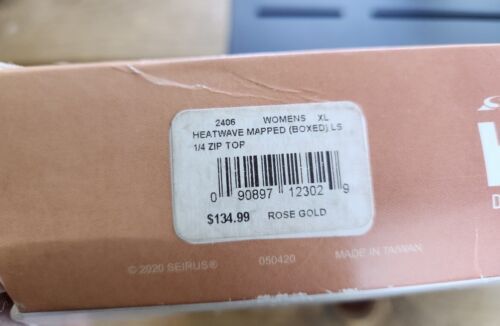 2406 WOMENS XL
HEATWAVE MAPPED (BOXED) LS
1/4 ZIP TOP
0 90897 12302 9
$134.99 ROSE GOLD
© 2020 SEIRUS® 050420 MADE IN TAIWAN